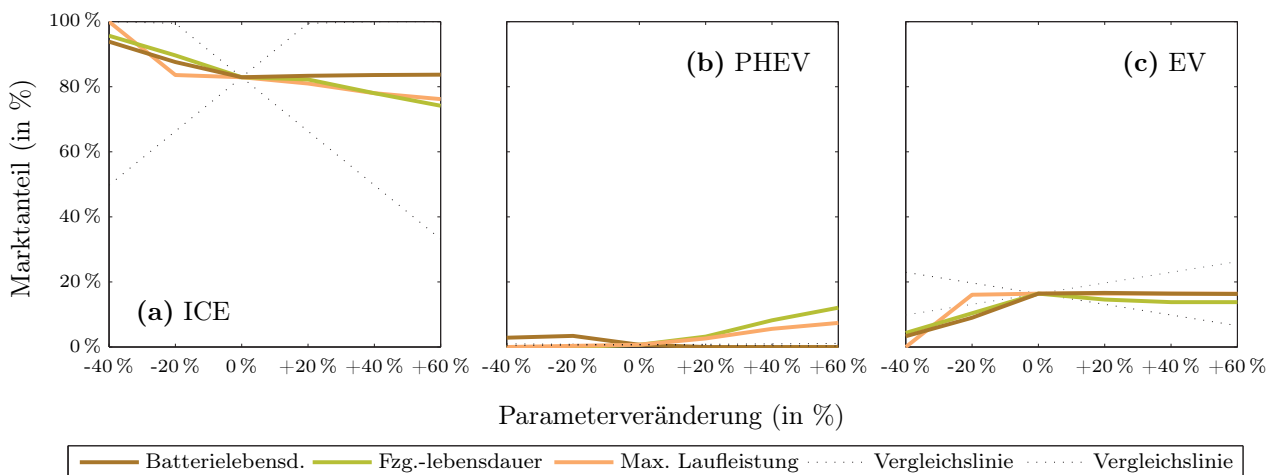 Marktanteil (in %)
100 %
80 %
60 %
40 %
20 %
0 %
(a) ICE
-40 % -20 % 0 % +20 % +40 % +60 %
(b) PHEV
-40 % -20 % 0 % +20 % +40 % +60 %
(c) EV
-40 % -20 % 0 % +20 % +40 % +60 %
Parameterveränderung (in %)
Batterielebensd. Fzg.-lebensdauer Max. Laufleistung Vergleichslinie Vergleichslinie